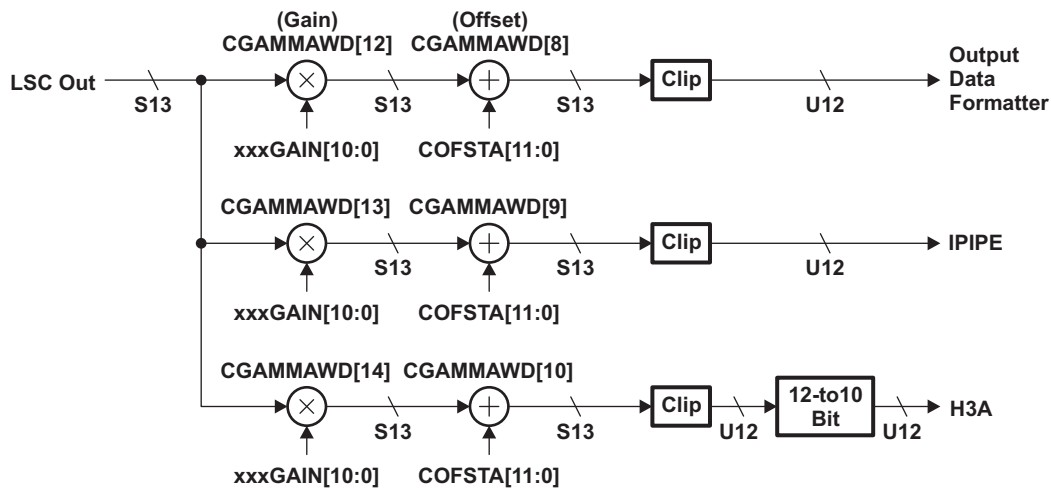 (Gain) (Offset)
CGAMMAWD[12] CGAMMAWD[8]
LSC Out
S13
×
S13
+
S13
Clip
U12
Output
Data
Formatter
xxxGAIN[10:0] COFSTA[11:0]
CGAMMAWD[13] CGAMMAWD[9]
×
S13
+
S13
Clip
U12
IPIPE
xxxGAIN[10:0] COFSTA[11:0]
CGAMMAWD[14] CGAMMAWD[10]
×
S13
+
S13
Clip
U12
12-to10
Bit
U12
H3A
xxxGAIN[10:0] COFSTA[11:0]